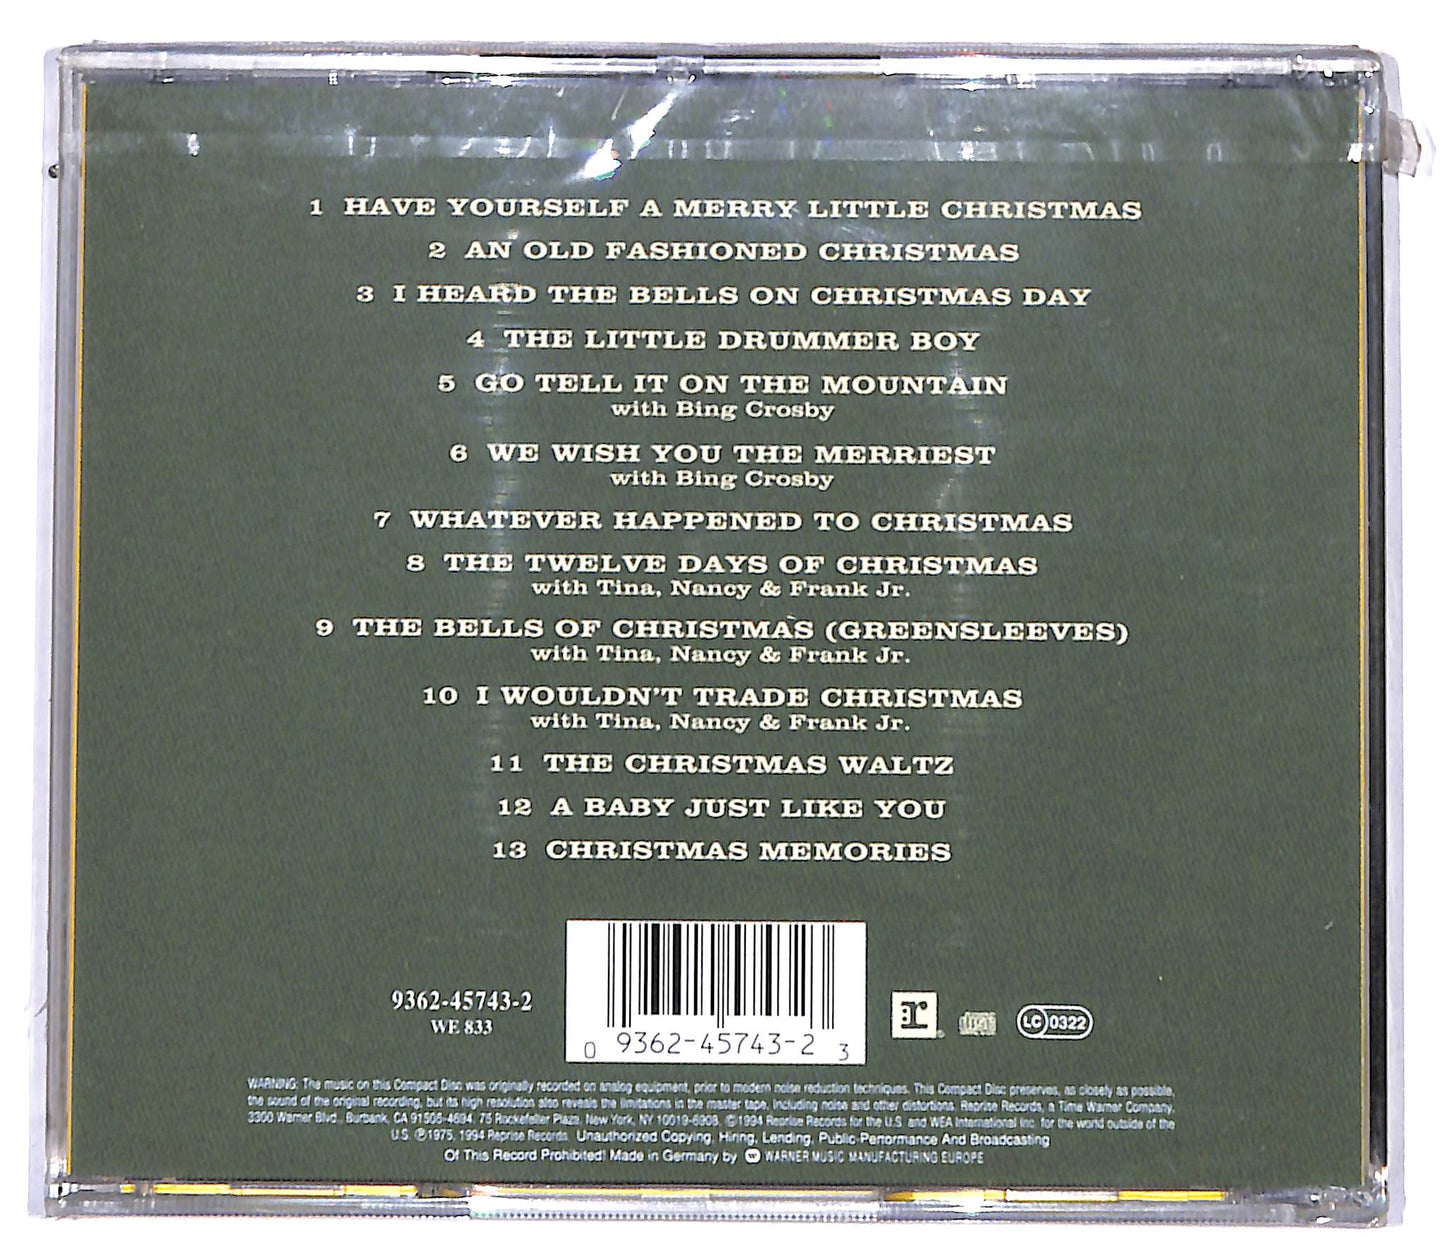 1 HAVE YOURSELF A MERRY LITTLE CHRISTMAS
2 AN OLD FASHIONED CHRISTMAS
3 I HEARD THE BELLS ON CHRISTMAS DAY
4 THE LITTLE DRUMMER BOY
5 GO TELL IT ON THE MOUNTAIN
with Bing Crosby
6 WE WISH YOU THE MERRIEST
with Bing Crosby
7 WHATEVER HAPPENED TO CHRISTMAS
8 THE TWELVE DAYS OF CHRISTMAS
with Tina, Nancy & Frank Jr.
9 THE BELLS OF CHRISTMAS (GREENSLEEVES)
with Tina, Nancy & Frank Jr.
10 I WOULDN'T TRADE CHRISTMAS
with Tina, Nancy & Frank Jr.
11 THE CHRISTMAS WALTZ
12 A BABY JUST LIKE YOU
13 CHRISTMAS MEMORIES
9362-45743-2
WE 833
0 9362-45743-2 3
r
LC 0322
WARNING: The music on this Compact Disc was originally recorded on analog equipment, prior to modern noise reduction techniques. This Compact Disc preserves, as closely as possible,
the sound of the original recording, but its high resolution also reveals the limitations in the master tape, including noise and other distortions. Reprise Records, a Time Warner Company,
3300 Warner Blvd., Burbank, CA 91505-4694. 75 Rockefeller Plaza, New York, NY 10019-6908. ©1994 Reprise Records for the U.S. and WEA International Inc. for the world outside of the
U.S. ℗1975, 1994 Reprise Records. Unauthorized Copying, Hiring, Lending, Public Performance And Broadcasting
Of This Record Prohibited! Made in Germany by WARNER MUSIC MANUFACTURING EUROPE